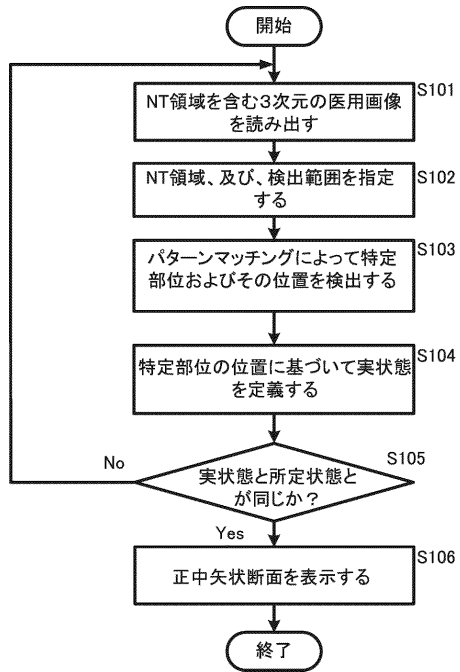 開始
S101
NT領域を含む3次元の医用画像
を読み出す
S102
NT領域、及び、検出範囲を指定
する
S103
パターンマッチングによって特定
部位およびその位置を検出する
S104
特定部位の位置に基づいて実状態
を定義する
No
S105
実状態と所定状態と
が同じか？
Yes
S106
正中矢状断面を表示する
終了